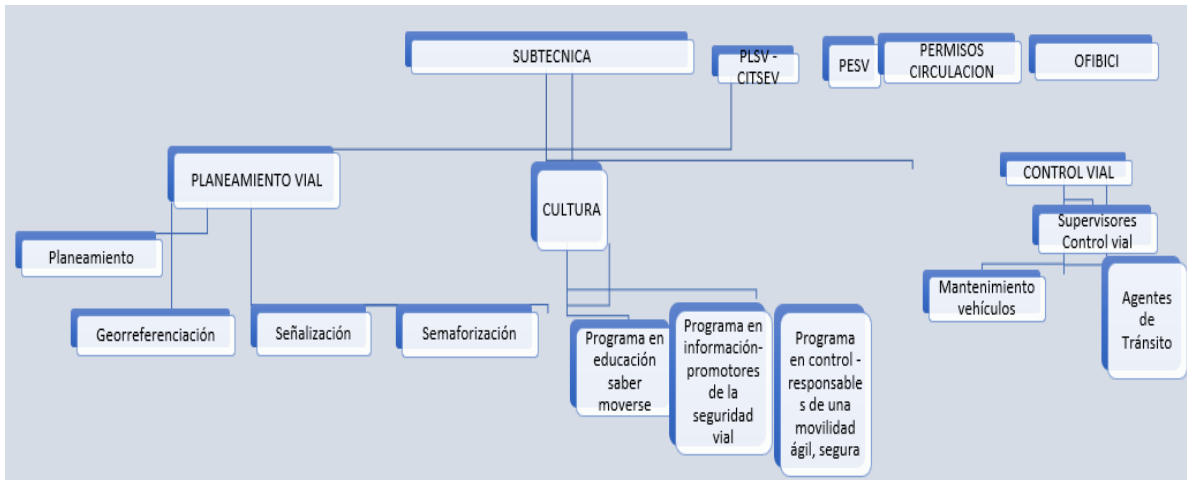 SUBTECNICA
PLSV -
CITSEV
PESV
PERMISOS
CIRCULACION
OFIBICI
PLANEAMIENTO VIAL
CULTURA
CONTROL VIAL
Supervisores
Control vial
Planeamiento
Georreferenciación
Señalización
Semaforización
Programa en
educación
saber
moverse
Programa en
información-
promotores
de la
seguridad
vial
Programa
en control -
responsable
s de una
movilidad
ágil, segura
Mantenimiento
vehículos
Agentes
de
Tránsito